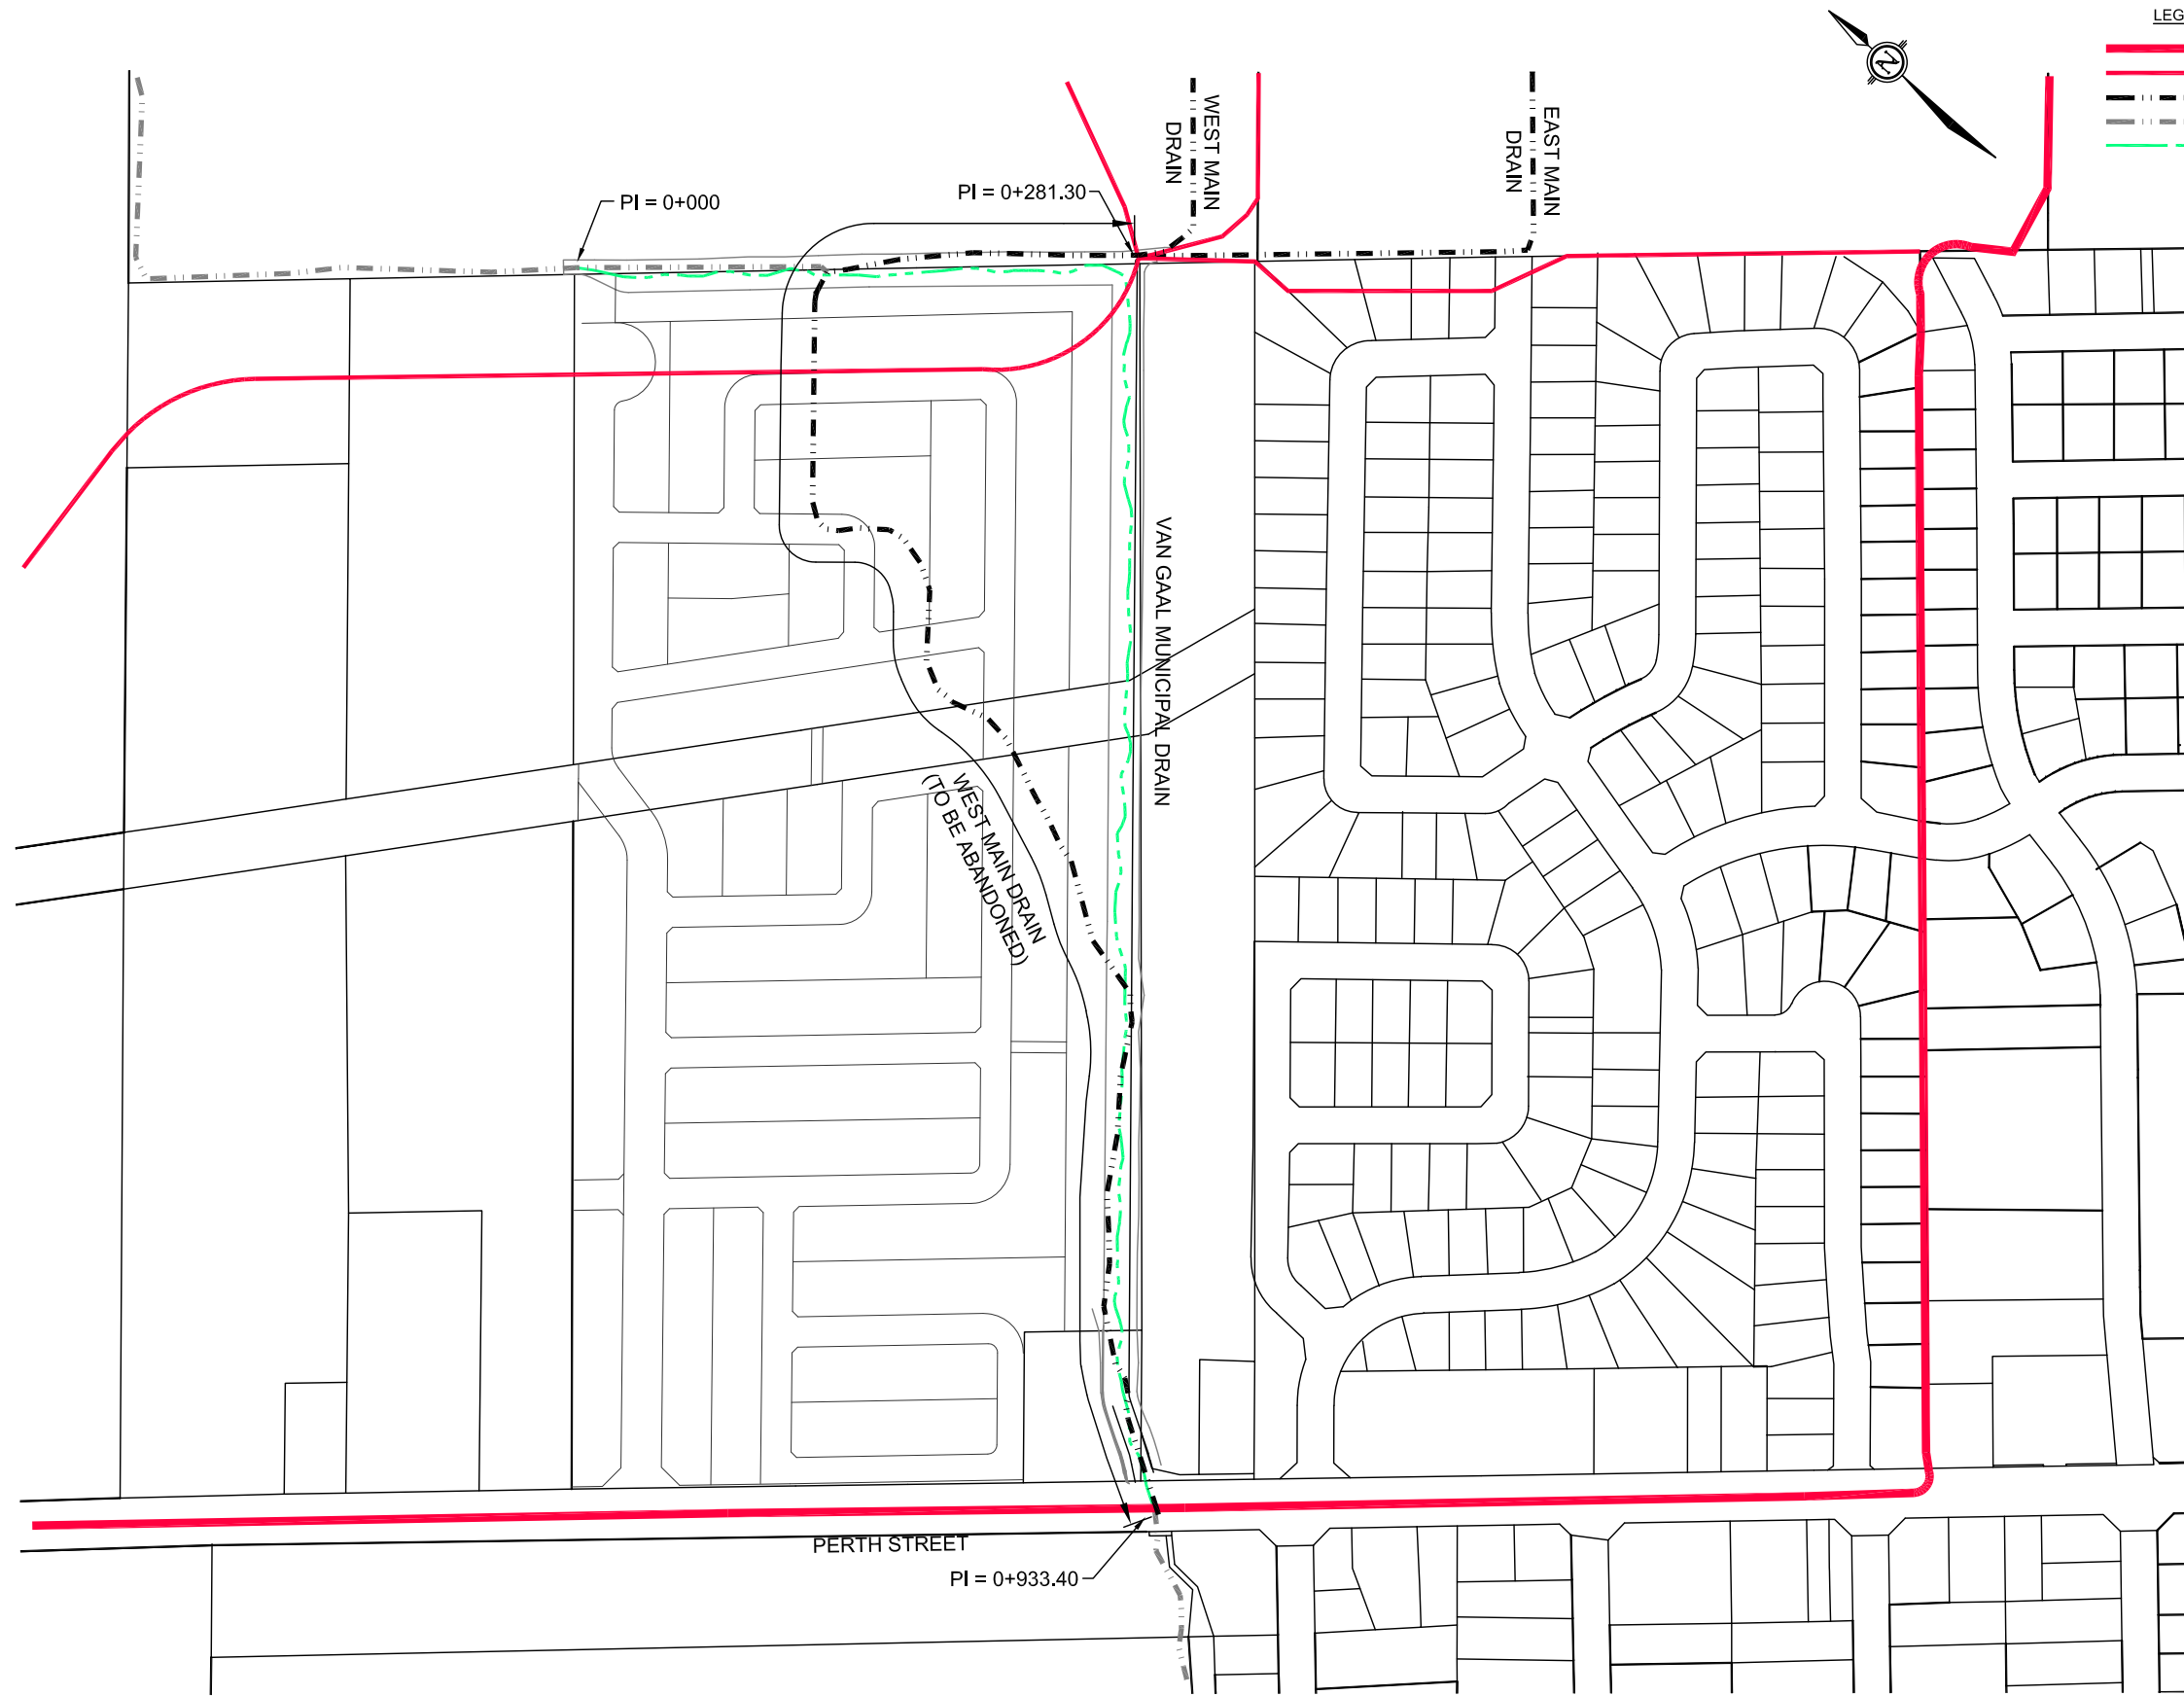 LEG
WEST MAIN
DRAIN
EAST MAIN
DRAIN
PI = 0+000
PI = 0+281.30
N
VAN GAAL MUNICIPAL DRAIN
WEST MAIN DRAIN
(TO BE ABANDONED)
PERTH STREET
PI = 0+933.40